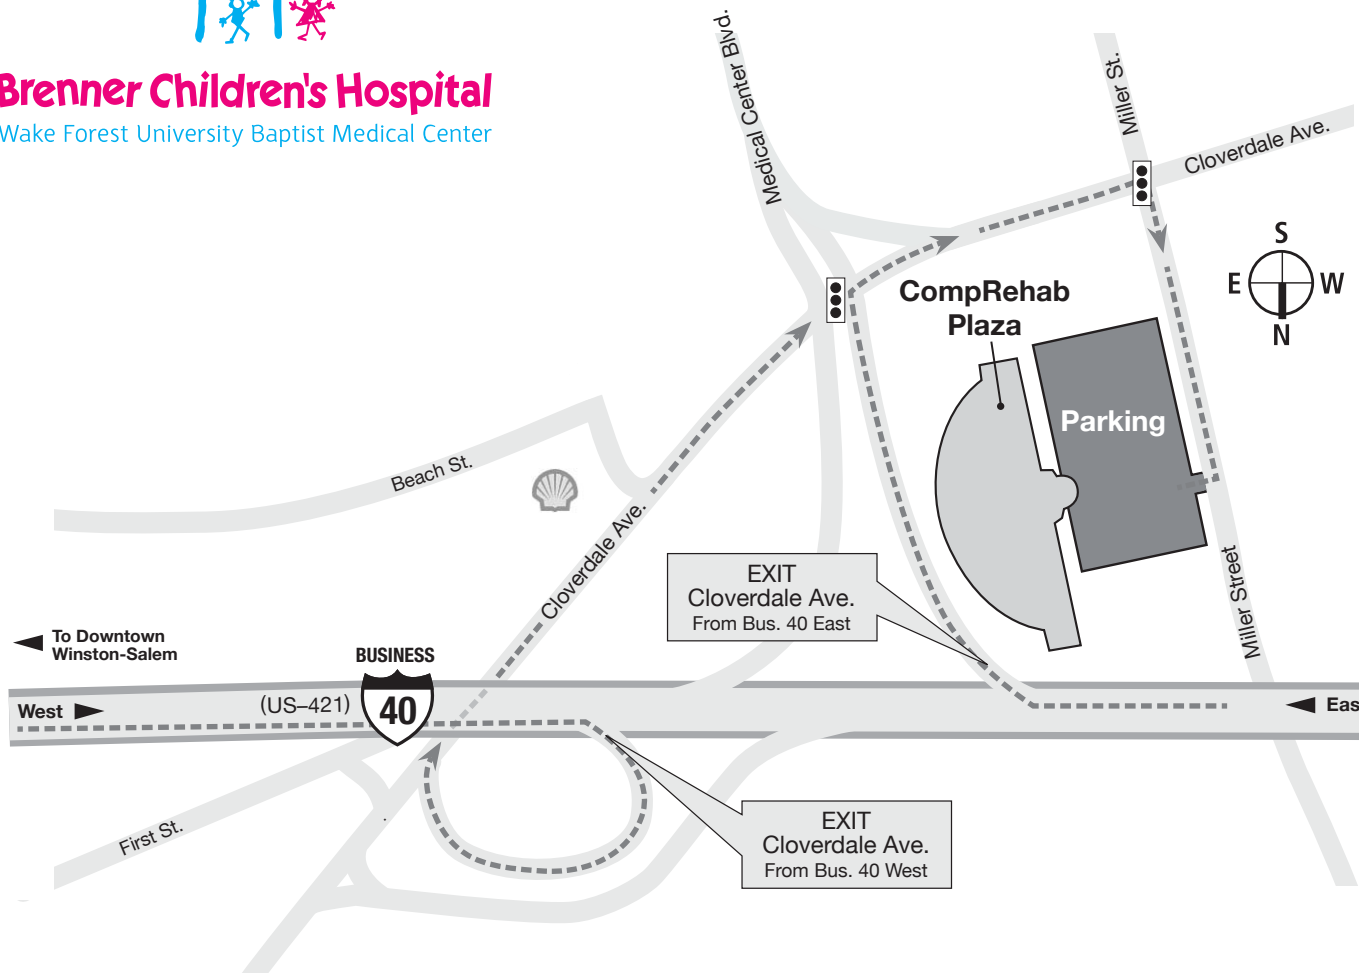 Brenner Children's Hospital
Wake Forest University Baptist Medical Center
Medical Center Blvd.
Miller St.
Cloverdale Ave.
S
E W
N
CompRehab
Plaza
Parking
Beach St.
Cloverdale Ave.
EXIT
Cloverdale Ave.
From Bus. 40 East
Miller Street
To Downtown
Winston-Salem
BUSINESS
40
(US–421)
West
Eas
First St.
EXIT
Cloverdale Ave.
From Bus. 40 West